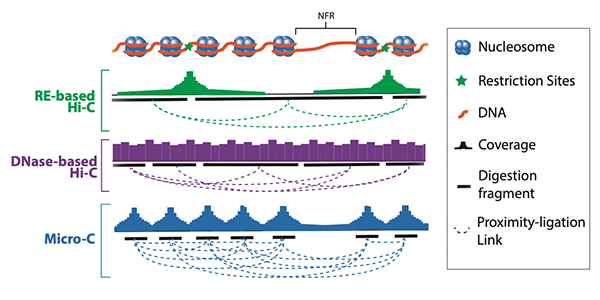 NFR
RE-based
Hi-C
DNase-based
Hi-C
Micro-C
Nucleosome
Restriction Sites
DNA
Coverage
Digestion
fragment
Proximity-ligation
Link